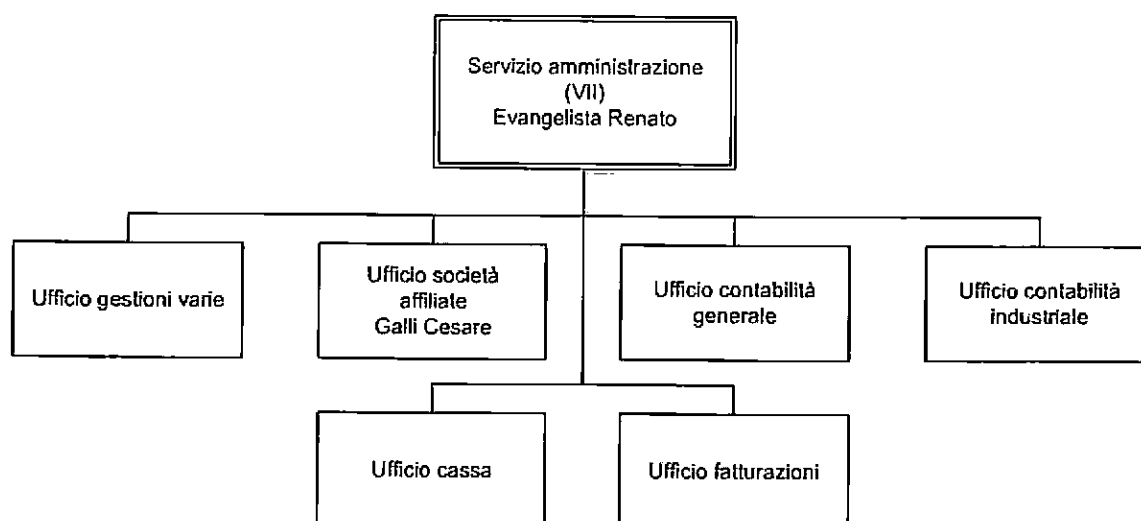 Servizio amministrazione
(VII)
Evangelista Renato
Ufficio gestioni varie
Ufficio società
affiliate
Galli Cesare
Ufficio contabilità
generale
Ufficio contabilità
industriale
Ufficio cassa
Ufficio fatturazioni